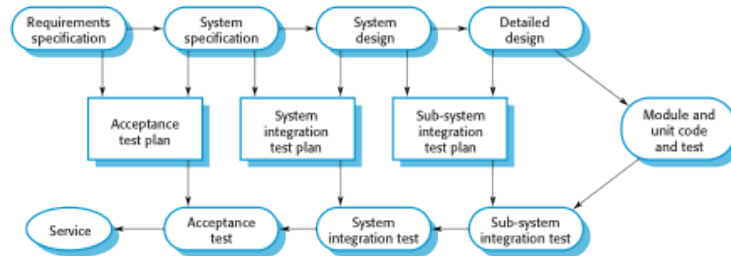 Requirements
specification
System
specification
System
design
Detailed
design
Acceptance
test plan
System
integration
test plan
Sub-system
integration
test plan
Module and
unit code
and test
Service
Acceptance
test
System
integration test
Sub-system
integration test